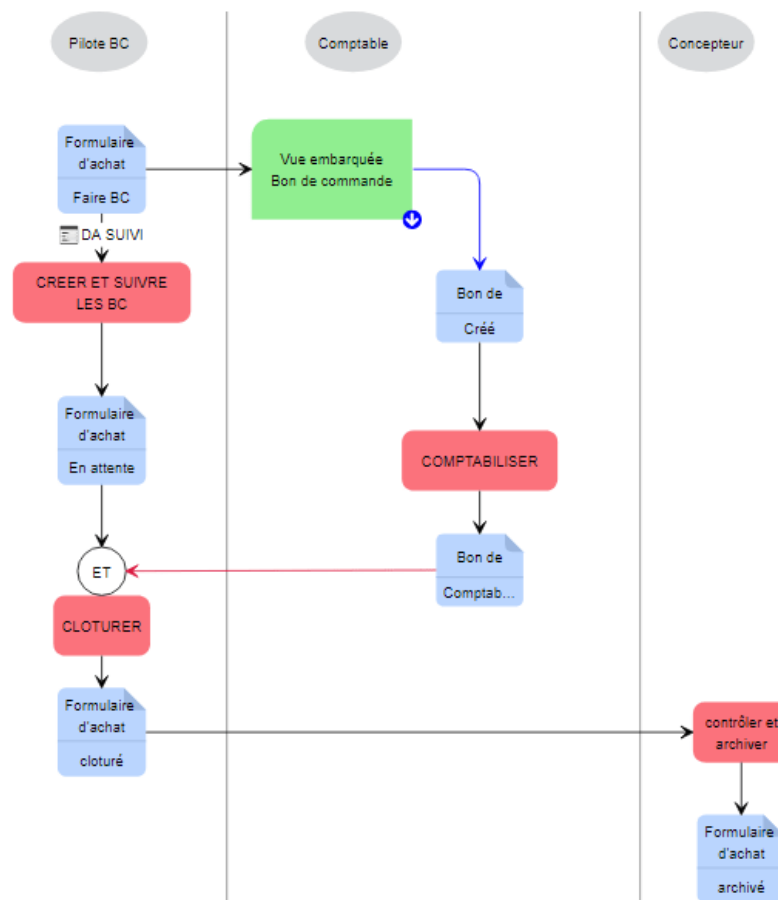 Pilote BC
Comptable
Concepteur
Formulaire
d'achat
Faire BC
Vue embarquée
Bon de commande
DA SUIVI
CREER ET SUIVRE
LES BC
Bon de
Créé
Formulaire
d'achat
En attente
COMPTABILISER
ET
Bon de
Comptab...
CLOTURER
Formulaire
d'achat
cloturé
contrôler et
archiver
Formulaire
d'achat
archivé